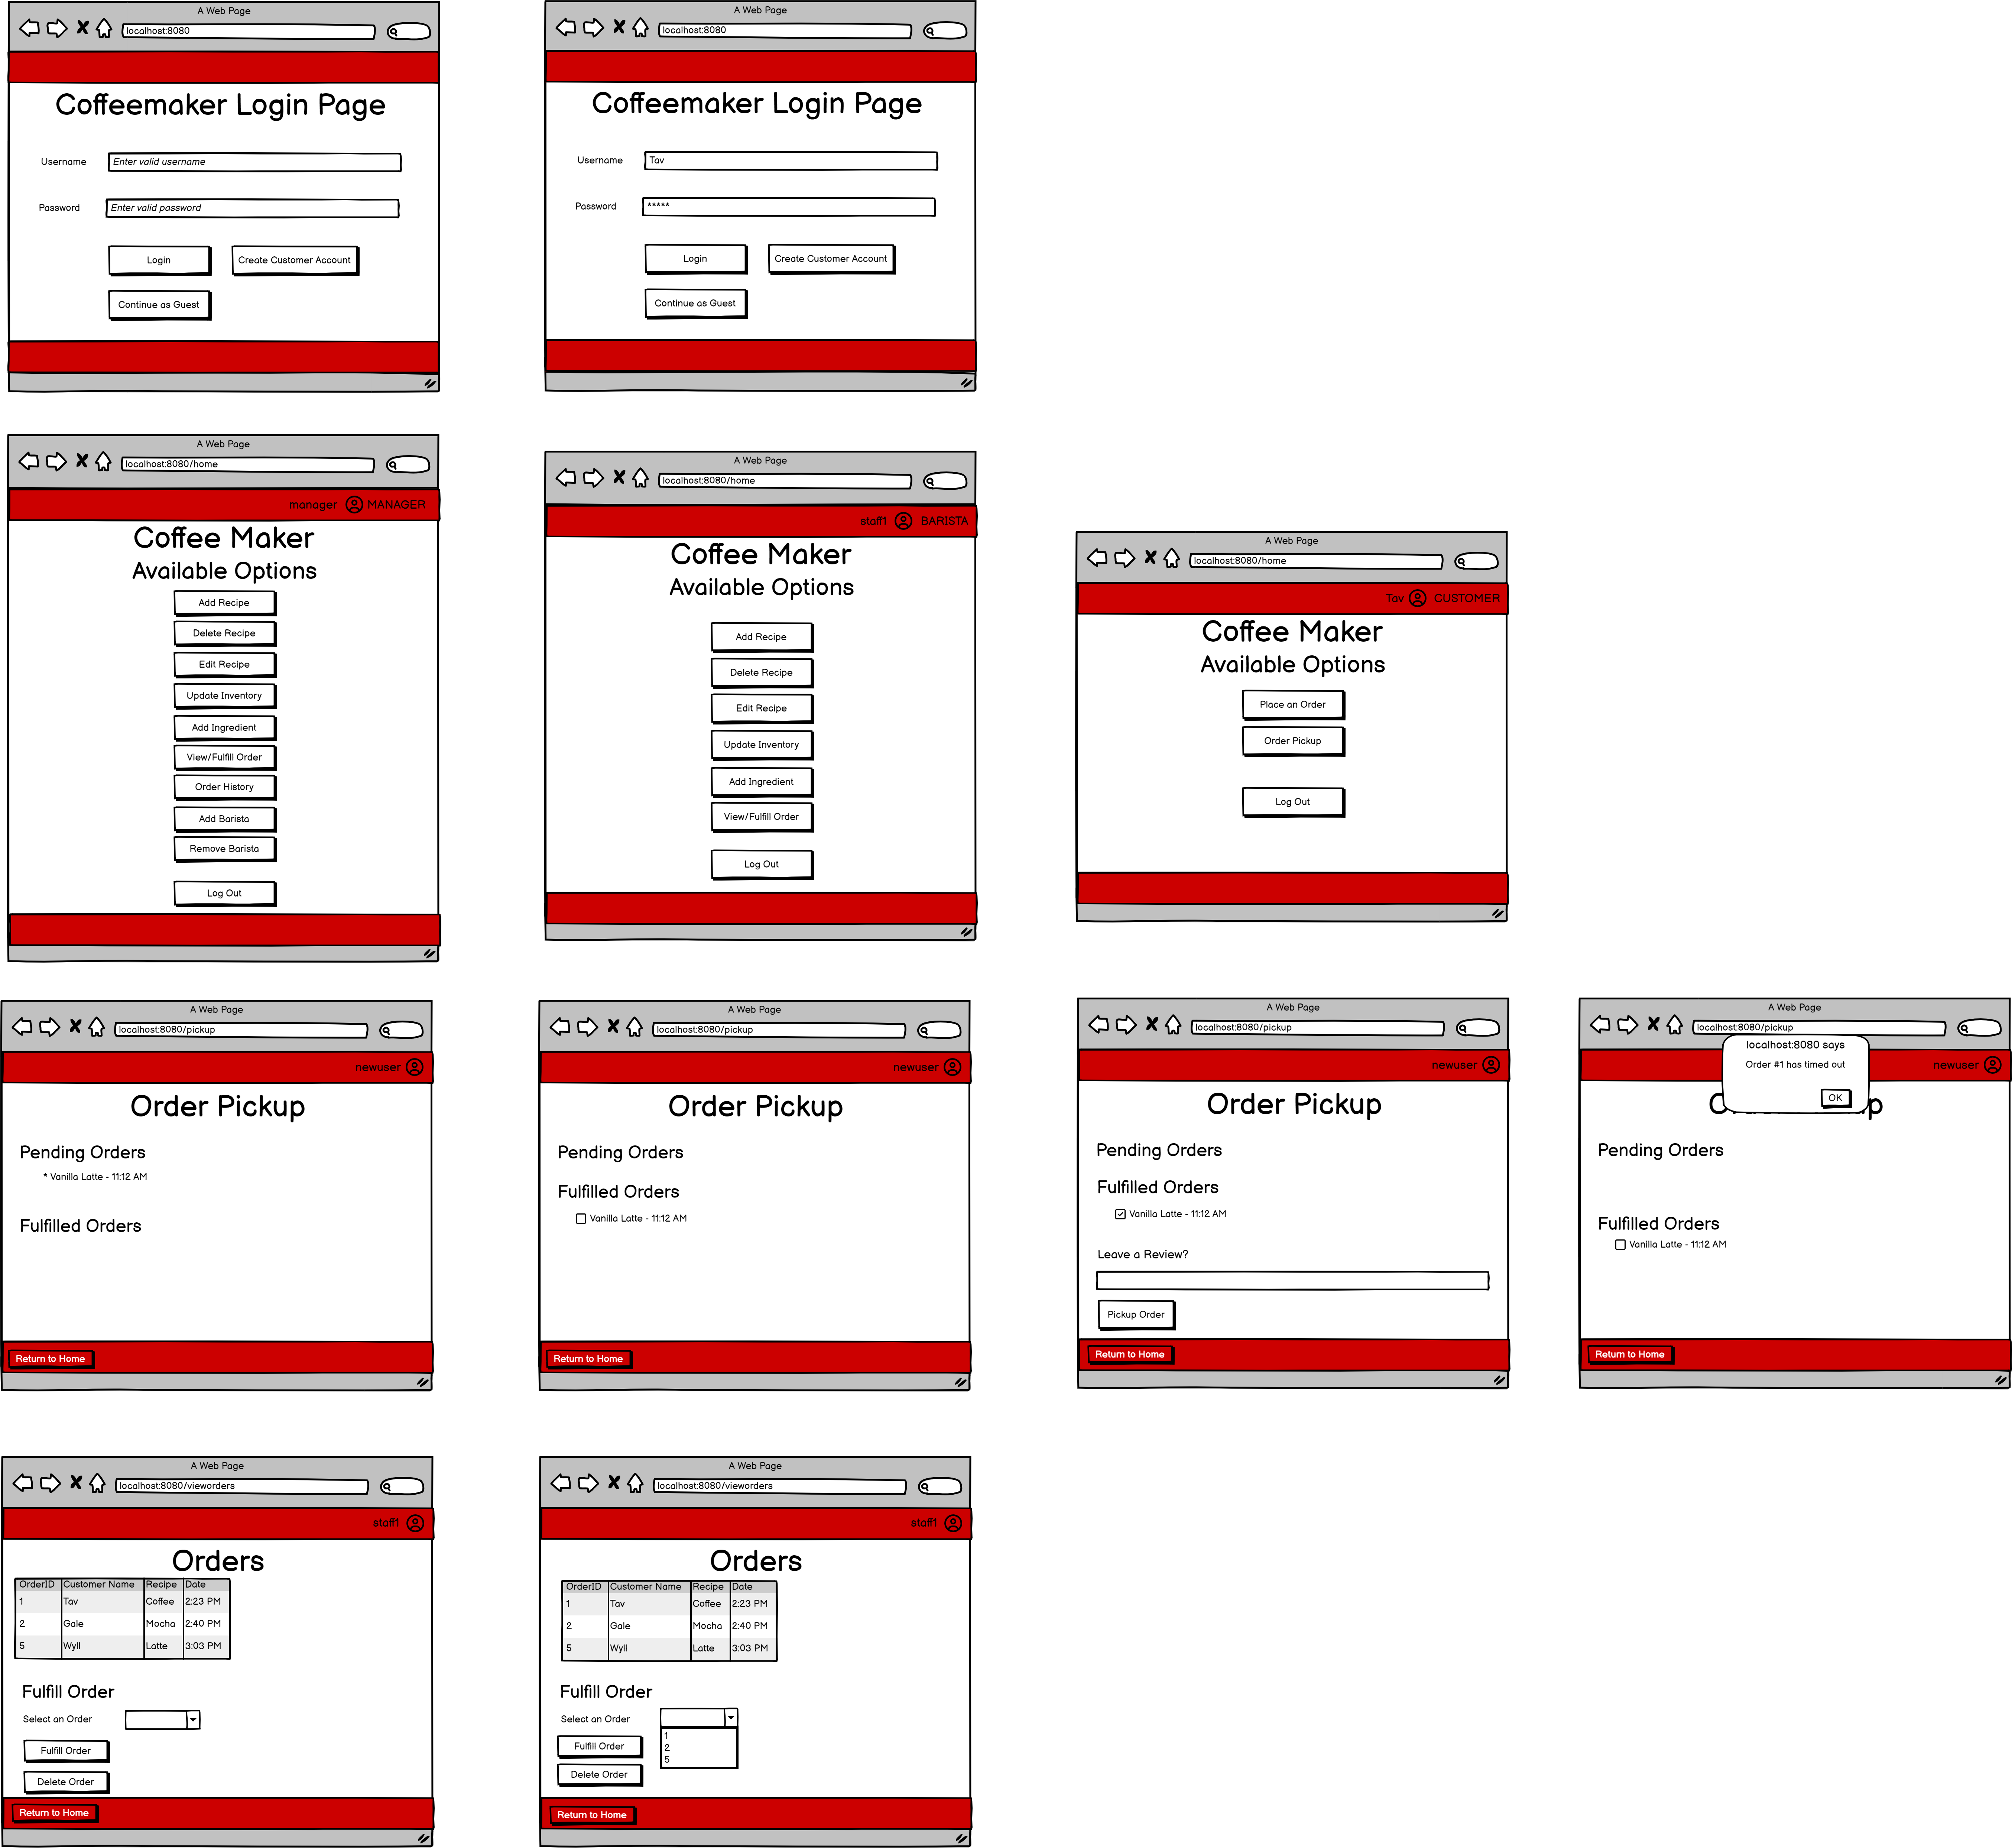 A Web Page
localhost:8080
Coffeemaker Login Page
Username
Enter valid username
Password
Enter valid password
Login
Create Customer Account
Continue as Guest
A Web Page
localhost:8080
Coffeemaker Login Page
Username
Tav
Password
*****
Login
Create Customer Account
Continue as Guest
A Web Page
localhost:8080/home
manager MANAGER
Coffee Maker
Available Options
Add Recipe
Delete Recipe
Edit Recipe
Update Inventory
Add Ingredient
View/Fulfill Order
Order History
Add Barista
Remove Barista
Log Out
A Web Page
localhost:8080/home
staff1 BARISTA
Coffee Maker
Available Options
Add Recipe
Delete Recipe
Edit Recipe
Update Inventory
Add Ingredient
View/Fulfill Order
Log Out
A Web Page
localhost:8080/home
Tav CUSTOMER
Coffee Maker
Available Options
Place an Order
Order Pickup
Log Out
A Web Page
localhost:8080/pickup
newuser
Order Pickup
Pending Orders
* Vanilla Latte - 11:12 AM
Fulfilled Orders
Return to Home
A Web Page
localhost:8080/pickup
newuser
Order Pickup
Pending Orders
Fulfilled Orders
Vanilla Latte - 11:12 AM
Return to Home
A Web Page
localhost:8080/pickup
newuser
Order Pickup
Pending Orders
Fulfilled Orders
Vanilla Latte - 11:12 AM
Leave a Review?
Pickup Order
Return to Home
A Web Page
localhost:8080/pickup
localhost:8080 says
Order #1 has timed out
OK
newuser
Pending Orders
Fulfilled Orders
Vanilla Latte - 11:12 AM
Return to Home
A Web Page
localhost:8080/vieworders
staff1
Orders
OrderID Customer Name Recipe Date
1 Tav Coffee 2:23 PM
2 Gale Mocha 2:40 PM
5 Wyll Latte 3:03 PM
Fulfill Order
Select an Order
Fulfill Order
Delete Order
Return to Home
A Web Page
localhost:8080/vieworders
staff1
Orders
OrderID Customer Name Recipe Date
1 Tav Coffee 2:23 PM
2 Gale Mocha 2:40 PM
5 Wyll Latte 3:03 PM
Fulfill Order
Select an Order
1
2
5
Fulfill Order
Delete Order
Return to Home